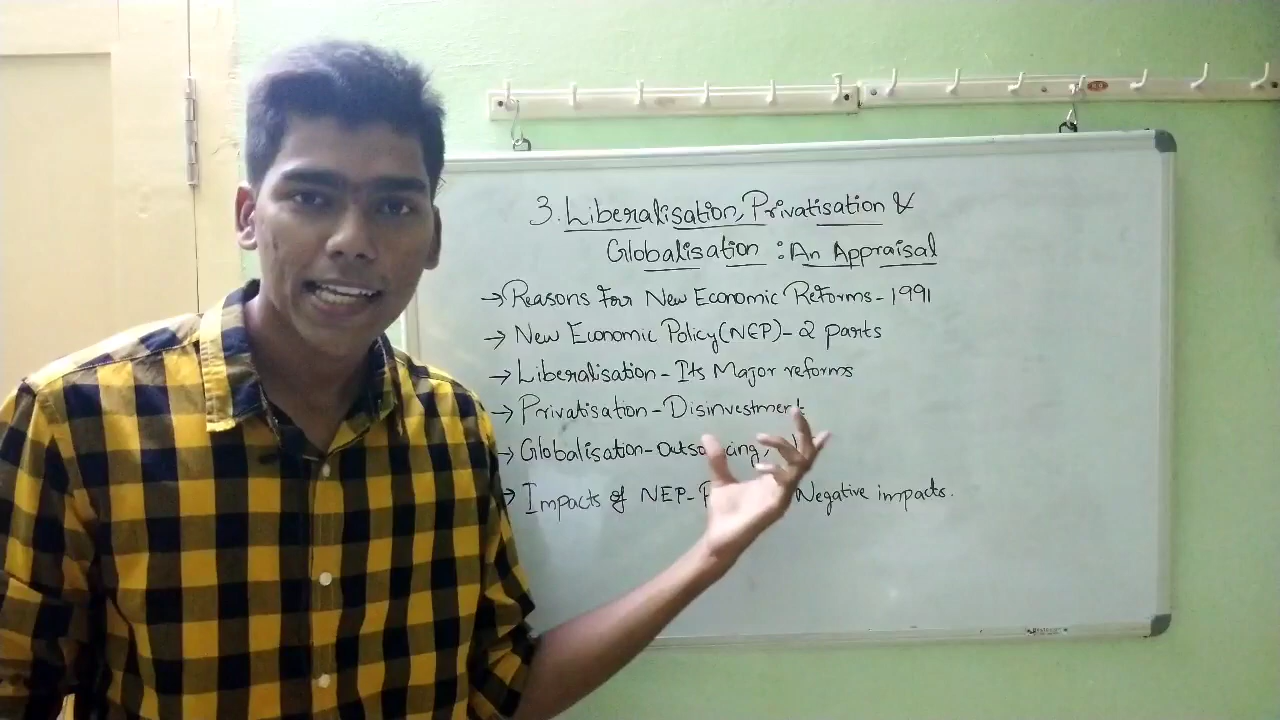 3. Liberalisation, Privatisation &
Globalisation : An Appraisal
→ Reasons for New Economic Reforms - 1991
→ New Economic Policy (NEP) - 2 parts
→ Liberalisation - Its Major reforms
→ Privatisation - Disinvestment
→ Globalisation -
→ Impacts of NEP - Negative impacts.